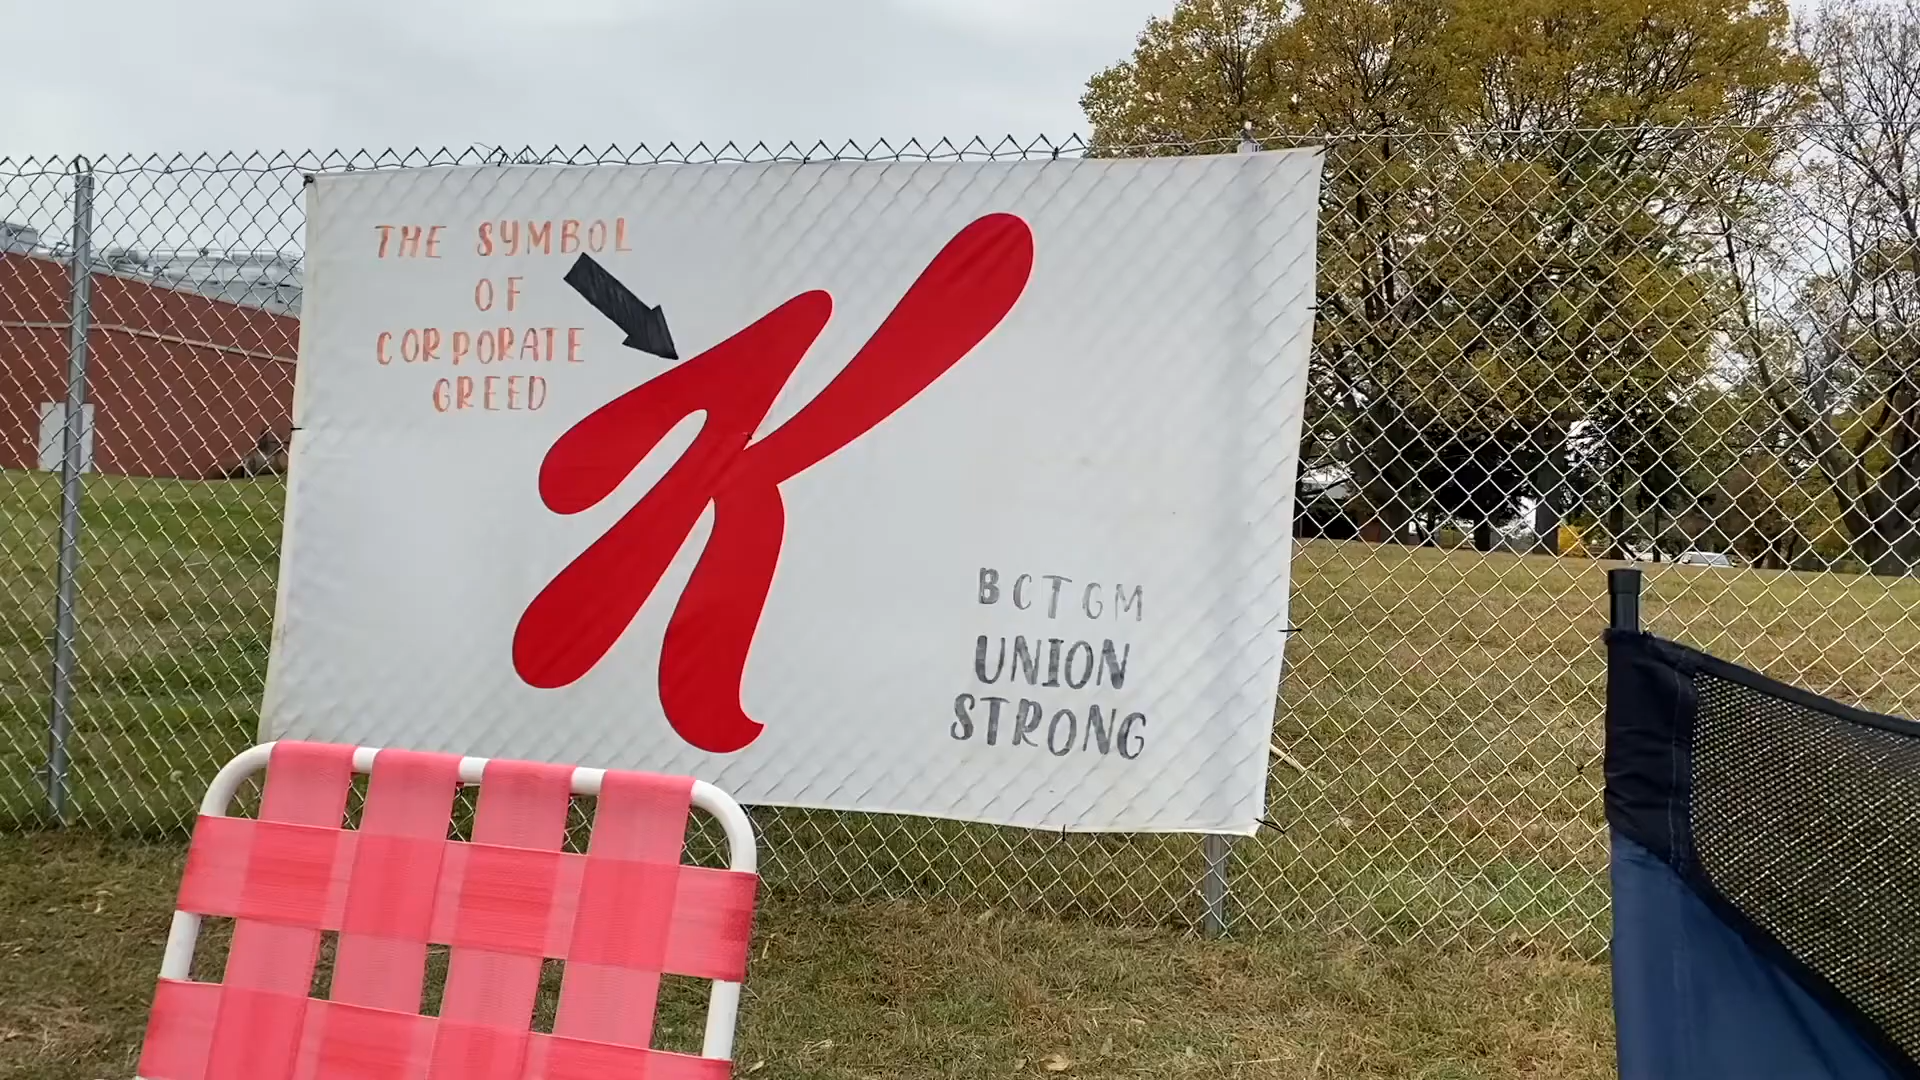 THE SYMBOL
OF
CORPORATE
GREED
K
BCTGM
UNION
STRONG